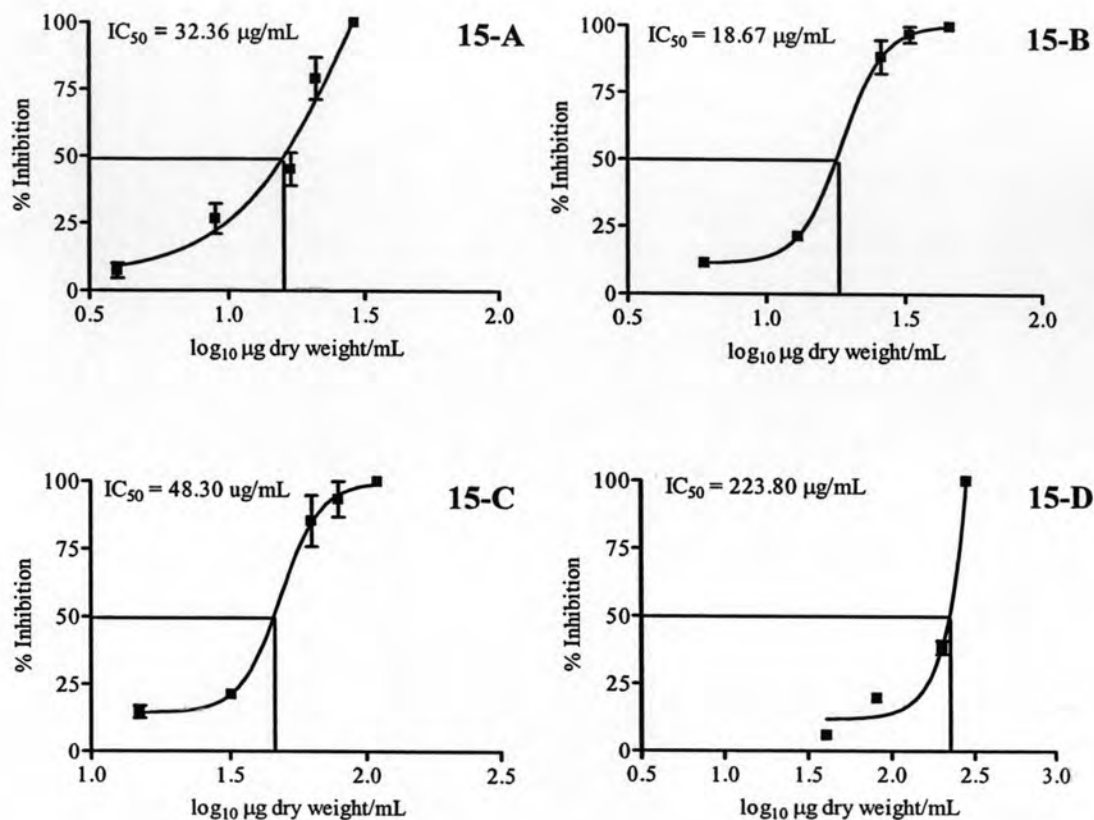 IC50 = 32.36 µg/mL
15-A
100
75
50
25
0
% Inhibition
0.5 1.0 1.5 2.0
log10 µg dry weight/mL
IC50 = 18.67 µg/mL
15-B
100
75
50
25
0
% Inhibition
0.5 1.0 1.5 2.0
log10 µg dry weight/mL
IC50 = 48.30 ug/mL
15-C
100
75
50
25
0
% Inhibition
1.0 1.5 2.0 2.5
log10 µg dry weight/mL
IC50 = 223.80 µg/mL
15-D
100
75
50
25
0
% Inhibition
0.5 1.0 1.5 2.0 2.5 3.0
log10 µg dry weight/mL